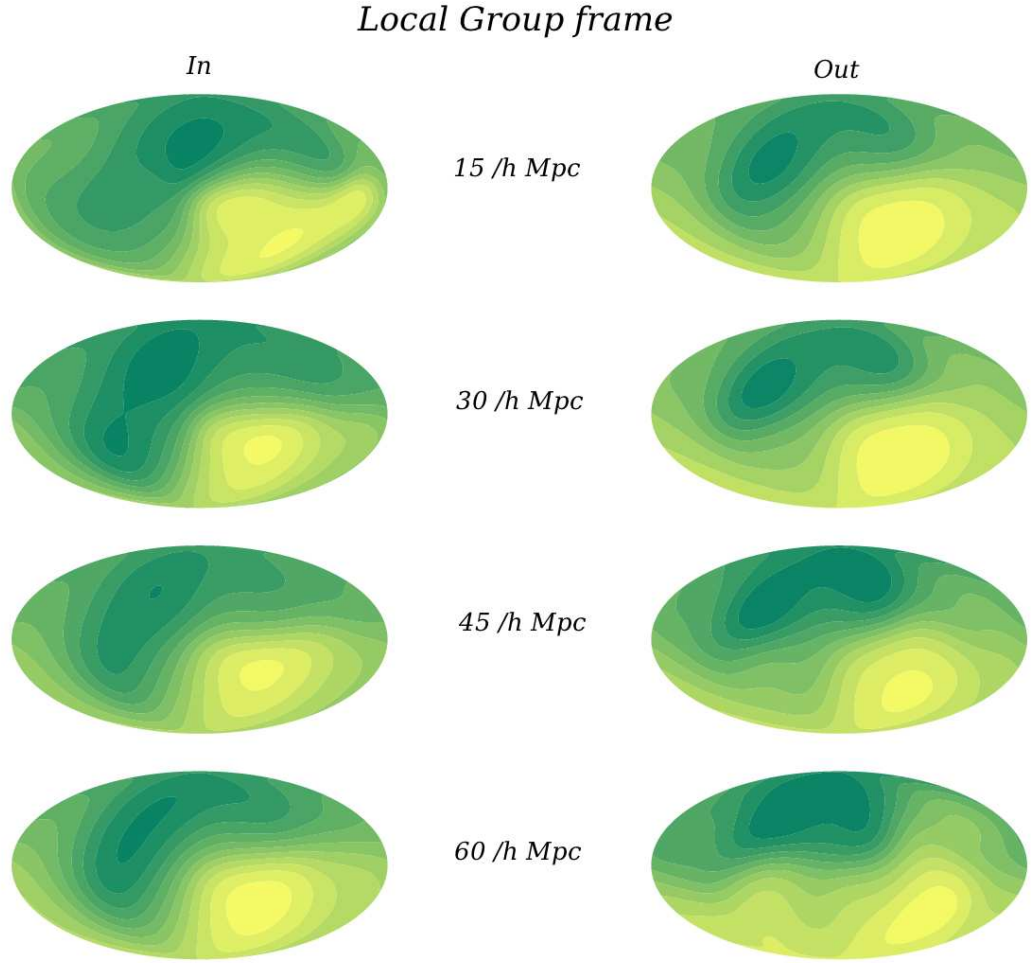 Local Group frame
In
Out
15 /h Mpc
30 /h Mpc
45 /h Mpc
60 /h Mpc